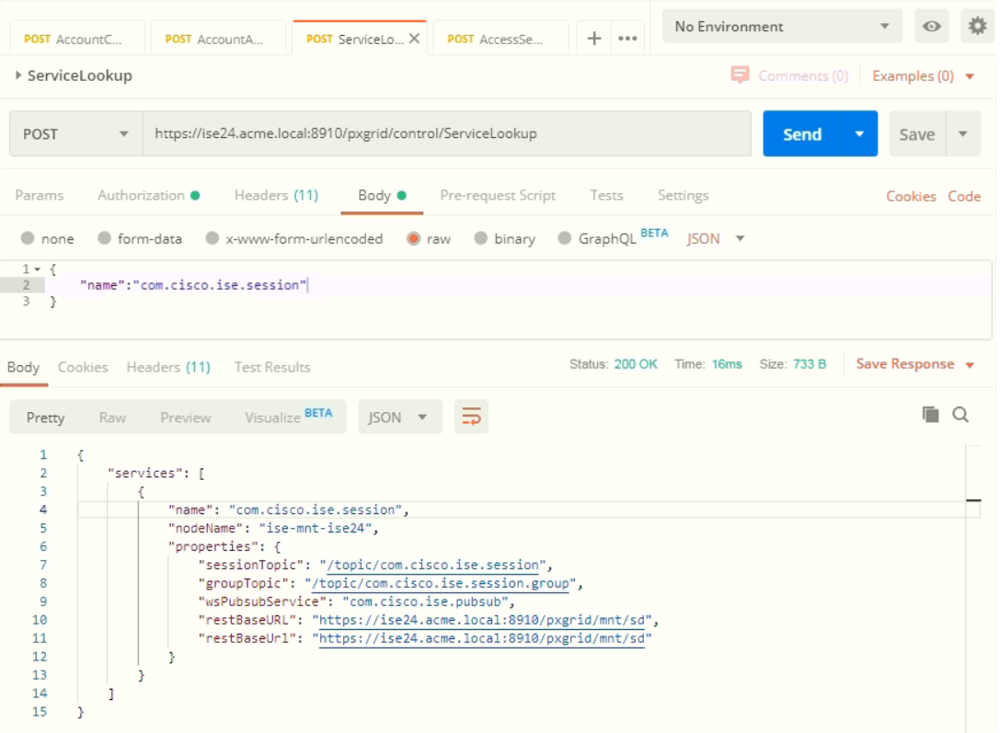 POST AccountC... POST AccountA... POST ServiceLo... POST AccessSe... No Environment
ServiceLookup Comments (0) Examples (0)
POST https://ise24.acme.local:8910/pxgrid/control/ServiceLookup Send Save
Params Authorization Headers (11) Body Pre-request Script Tests Settings Cookies Code
none form-data x-www-form-urlencoded raw binary GraphQL BETA JSON
1 {
2 "name":"com.cisco.ise.session"
3 }
Body Cookies Headers (11) Test Results Status: 200 OK Time: 16ms Size: 733 B Save Response
Pretty Raw Preview Visualize BETA JSON
1 {
2 "services": [
3 {
4 "name": "com.cisco.ise.session",
5 "nodeName": "ise-mnt-ise24",
6 "properties": {
7 "sessionTopic": "/topic/com.cisco.ise.session",
8 "groupTopic": "/topic/com.cisco.ise.session.group",
9 "wsPubsubService": "com.cisco.ise.pubsub",
10 "restBaseURL": "https://ise24.acme.local:8910/pxgrid/mnt/sd",
11 "restBaseUrl": "https://ise24.acme.local:8910/pxgrid/mnt/sd"
12 }
13 }
14 ]
15 }